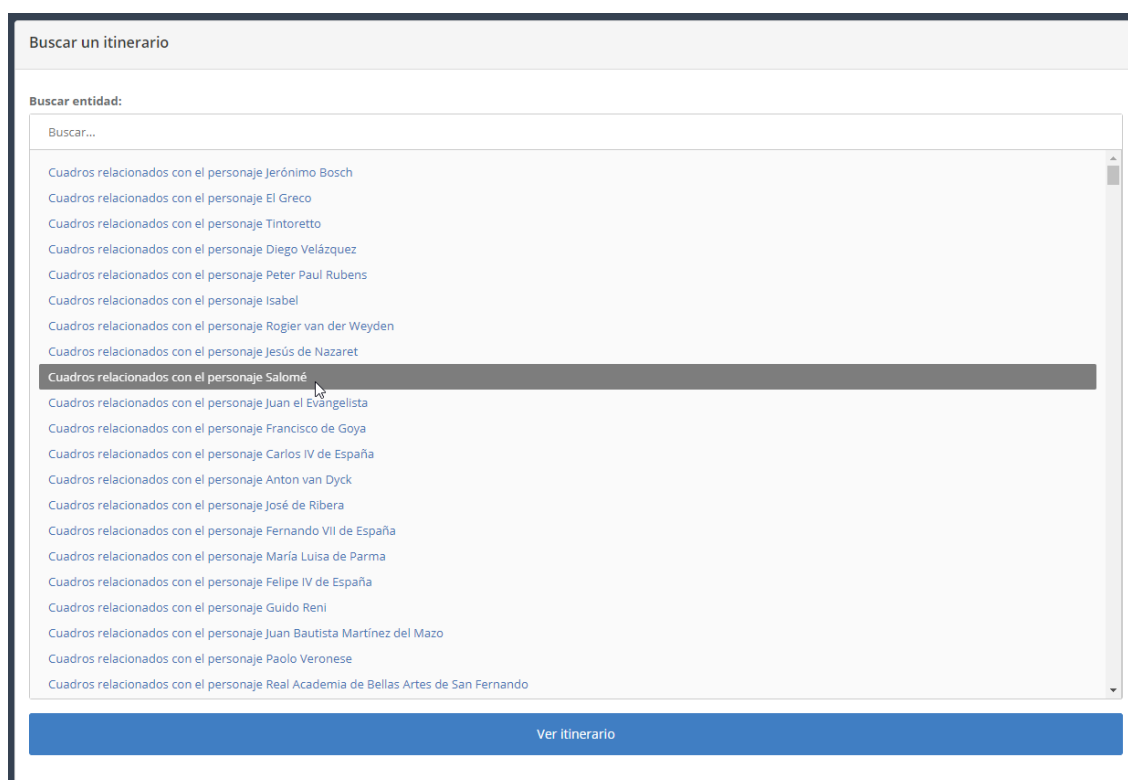 Buscar un itinerario
Buscar entidad:
Buscar...
Cuadros relacionados con el personaje Jerónimo Bosch
Cuadros relacionados con el personaje El Greco
Cuadros relacionados con el personaje Tintoretto
Cuadros relacionados con el personaje Diego Velázquez
Cuadros relacionados con el personaje Peter Paul Rubens
Cuadros relacionados con el personaje Isabel
Cuadros relacionados con el personaje Rogier van der Weyden
Cuadros relacionados con el personaje Jesús de Nazaret
Cuadros relacionados con el personaje Salomé
Cuadros relacionados con el personaje Juan el Evangelista
Cuadros relacionados con el personaje Francisco de Goya
Cuadros relacionados con el personaje Carlos IV de España
Cuadros relacionados con el personaje Anton van Dyck
Cuadros relacionados con el personaje José de Ribera
Cuadros relacionados con el personaje Fernando VII de España
Cuadros relacionados con el personaje María Luisa de Parma
Cuadros relacionados con el personaje Felipe IV de España
Cuadros relacionados con el personaje Guido Reni
Cuadros relacionados con el personaje Juan Bautista Martínez del Mazo
Cuadros relacionados con el personaje Paolo Veronese
Cuadros relacionados con el personaje Real Academia de Bellas Artes de San Fernando
Ver itinerario